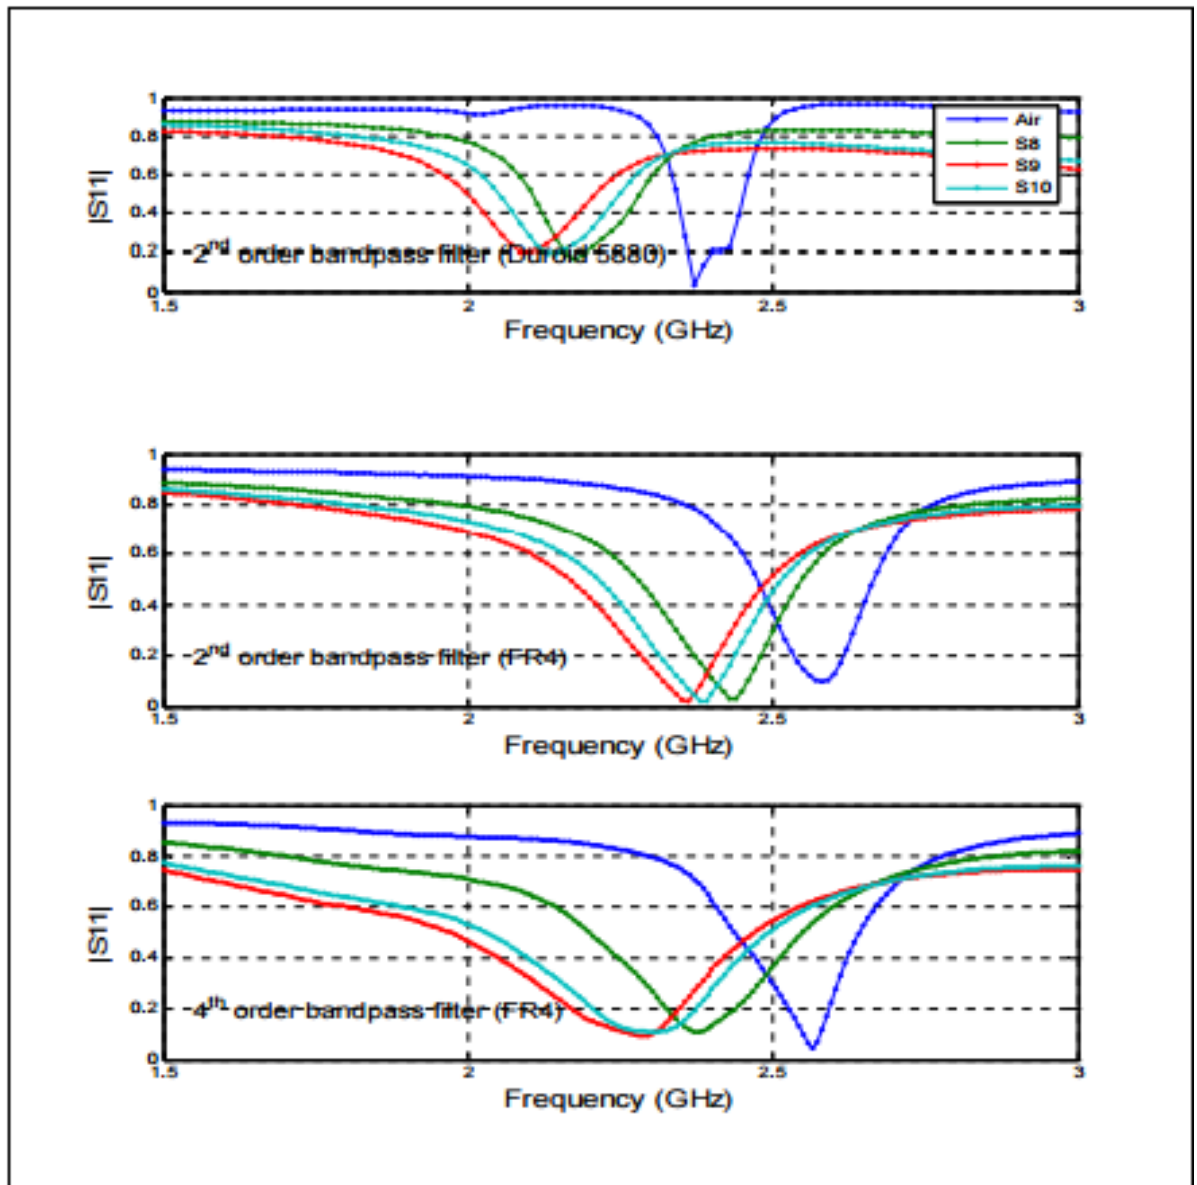 1
0.8
0.6
0.4
0.2
0
|S11|
Air
S8
S9
S10
2nd order bandpass filter (Duroid 5880)
1.5
2
2.5
3
Frequency (GHz)
1
0.8
0.6
0.4
0.2
0
|S11|
2nd order bandpass filter (FR4)
1.5
2
2.5
3
Frequency (GHz)
1
0.8
0.6
0.4
0.2
0
|S11|
4th order bandpass filter (FR4)
1.5
2
2.5
3
Frequency (GHz)